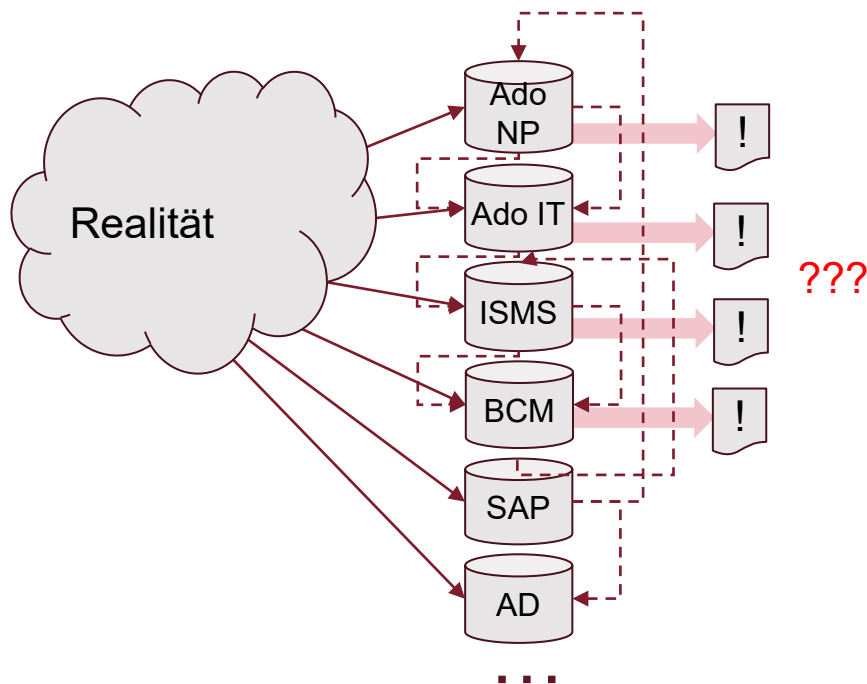 Ado
NP
!
Realität
Ado IT
!
???
ISMS
!
BCM
!
SAP
AD
...